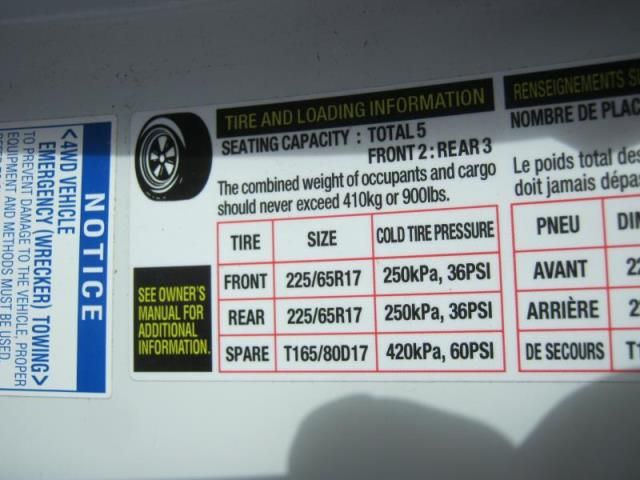 NOTICE
<4WD VEHICLE
EMERGENCY (WRECKER) TOWING>
TO PREVENT DAMAGE TO THE VEHICLE, PROPER
EQUIPMENT AND METHODS MUST BE USED.
TIRE AND LOADING INFORMATION
SEATING CAPACITY : TOTAL 5
FRONT 2 : REAR 3
The combined weight of occupants and cargo
should never exceed 410kg or 900lbs.
TIRE SIZE COLD TIRE PRESSURE
FRONT 225/65R17 250kPa, 36PSI
REAR 225/65R17 250kPa, 36PSI
SPARE T165/80D17 420kPa, 60PSI
SEE OWNER'S
MANUAL FOR
ADDITIONAL
INFORMATION.
RENSEIGNEMENTS
NOMBRE DE PLAC
Le poids total des
doit jamais dépas
PNEU
AVANT
ARRIÈRE
DE SECOURS